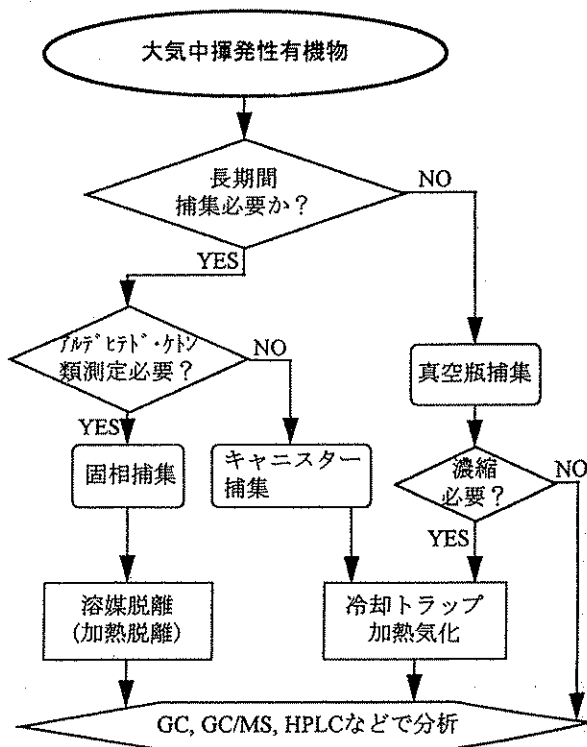 大気中揮発性有機物
長期間
捕集必要か？
NO
YES
ｱﾙﾃﾞﾋﾃﾄﾞ・ｹﾄﾝ
類測定必要？
NO
YES
真空瓶捕集
固相捕集
キャニスター
捕集
濃縮
必要？
NO
YES
溶媒脱離
(加熱脱離)
冷却トラップ
加熱気化
GC, GC/MS, HPLCなどで分析